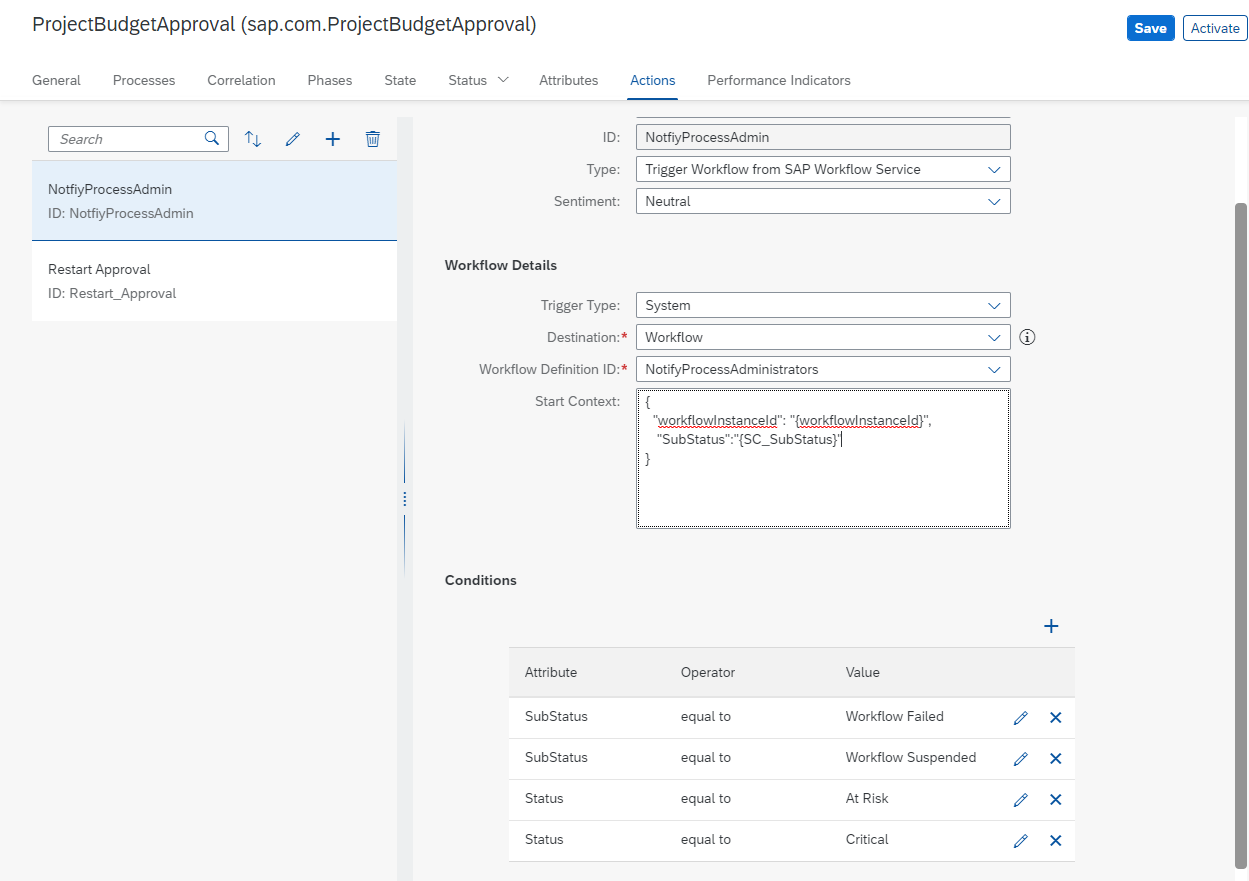 ProjectBudgetApproval (sap.com.ProjectBudgetApproval)
Save
Activate
General Processes Correlation Phases State Status Attributes Actions Performance Indicators
Search
NotfiyProcessAdmin
ID: NotfiyProcessAdmin
Restart Approval
ID: Restart_Approval
ID: NotfiyProcessAdmin
Type: Trigger Workflow from SAP Workflow Service
Sentiment: Neutral
Workflow Details
Trigger Type: System
Destination:* Workflow
Workflow Definition ID:* NotifyProcessAdministrators
Start Context: {
"workflowInstanceId": "{workflowInstanceId}",
"SubStatus":"{SC_SubStatus}"
}
Conditions
Attribute Operator Value
SubStatus equal to Workflow Failed
SubStatus equal to Workflow Suspended
Status equal to At Risk
Status equal to Critical